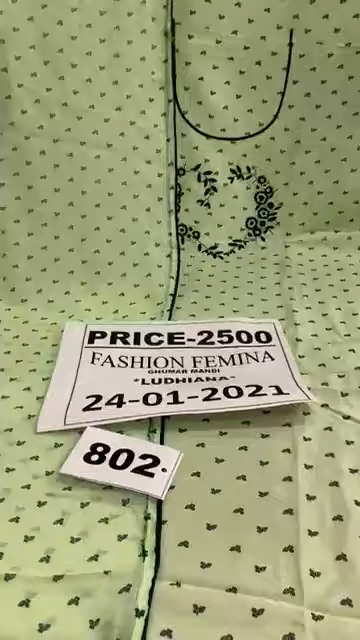 PRICE-2500
FASHION FEMINA
GHUMAR MANDI
*LUDHIANA*
24-01-2021
802.